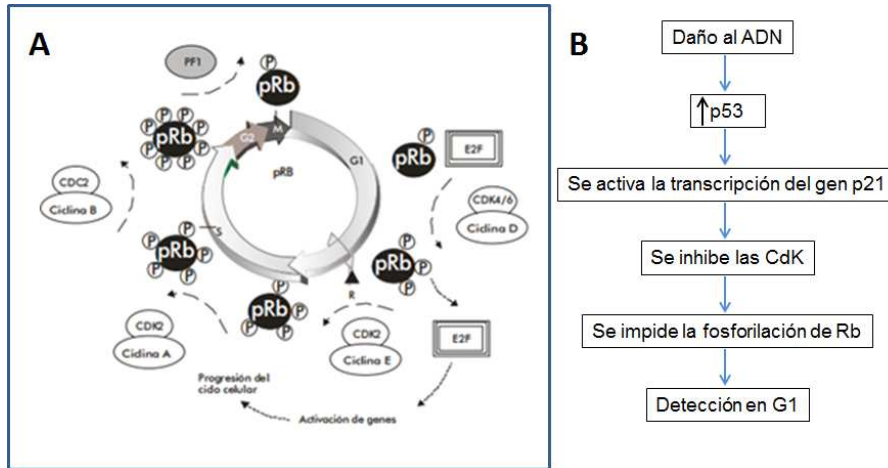 A
PF1
P
pRb
P
P
P
P
P
P
P
P
pRb
G2
M
G1
pRB
P
pRb
E2F
CDC2
Ciclina B
CDK4/6
Ciclina D
S
P
P
P
P
P
P
pRb
P
P
P
pRb
R
P
P
P
P
pRb
CDK2
Ciclina A
CDK2
Ciclina E
E2F
Progresión del
ciclo celular
Activación de genes
B
Daño al ADN
↑p53
Se activa la transcripción del gen p21
Se inhibe las CdK
Se impide la fosforilación de Rb
Detección en G1